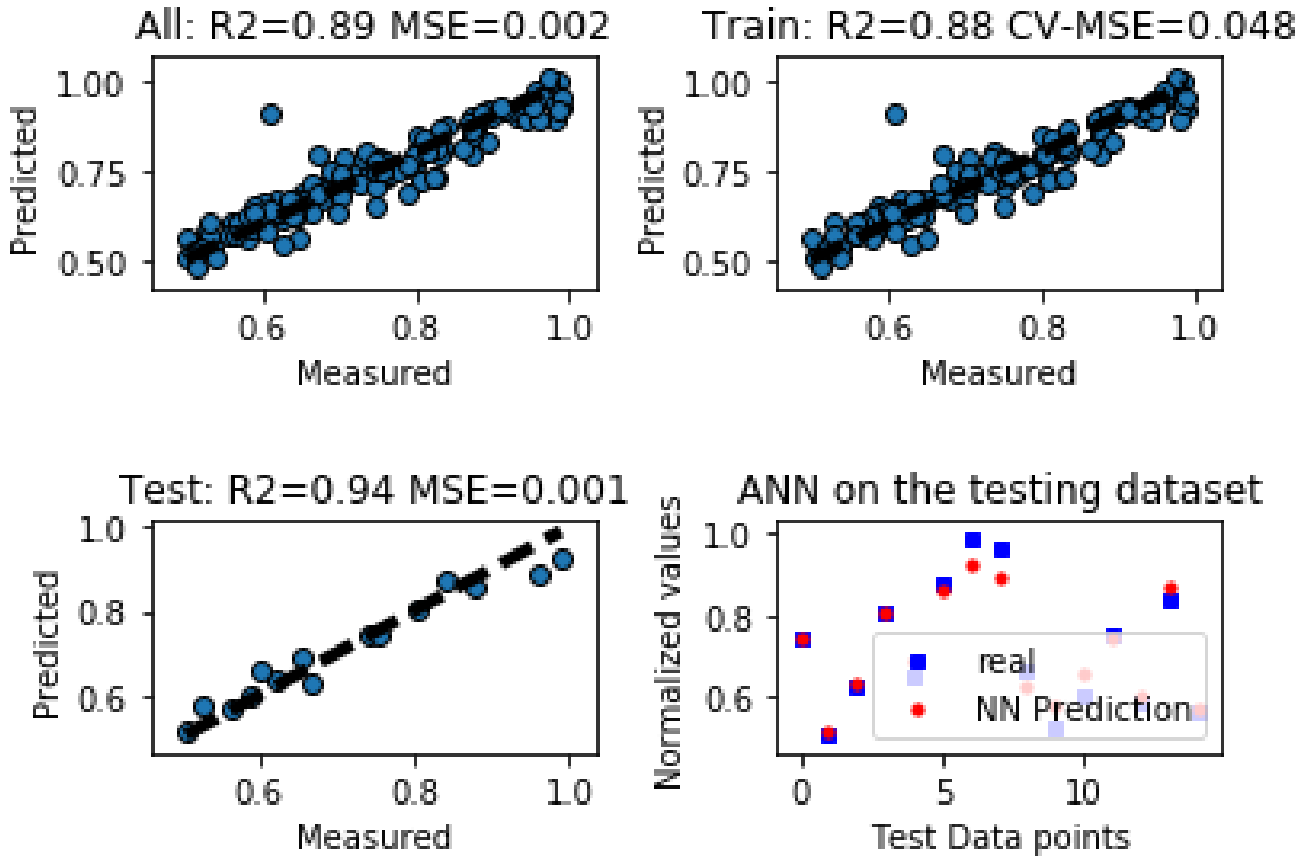 All: R2=0.89 MSE=0.002
Predicted
1.00
0.75
0.50
0.6
0.8
1.0
Measured
Train: R2=0.88 CV-MSE=0.048
Predicted
1.00
0.75
0.50
0.6
0.8
1.0
Measured
Test: R2=0.94 MSE=0.001
Predicted
1.0
0.8
0.6
0.6
0.8
1.0
Measured
ANN on the testing dataset
Normalized values
1.0
0.8
0.6
real
NN Prediction
0
5
10
Test Data points